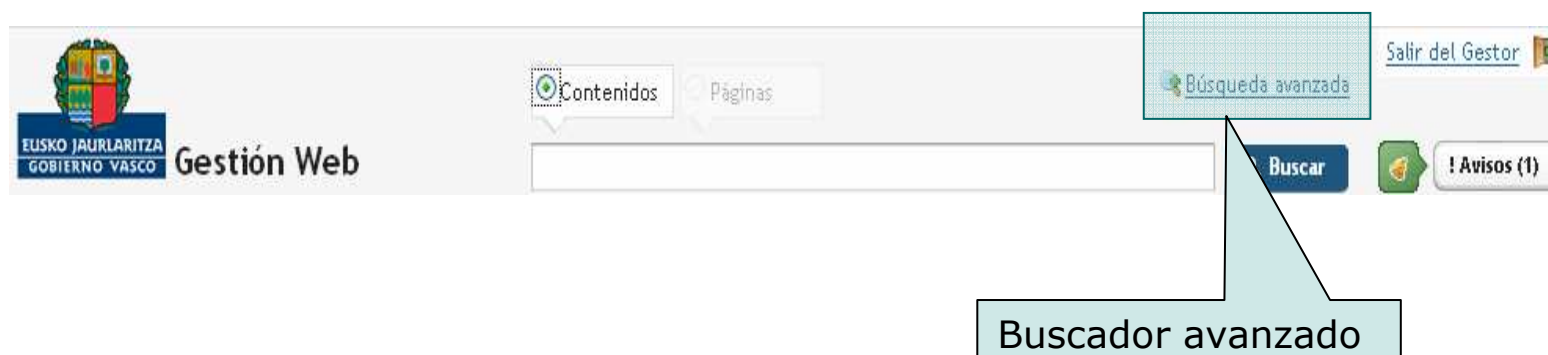 Salir del Gestor
Contenidos
Páginas
Búsqueda avanzada
EUSKO JAURLARITZA
GOBIERNO VASCO
Gestión Web
Buscar
! Avisos (1)
Buscador avanzado